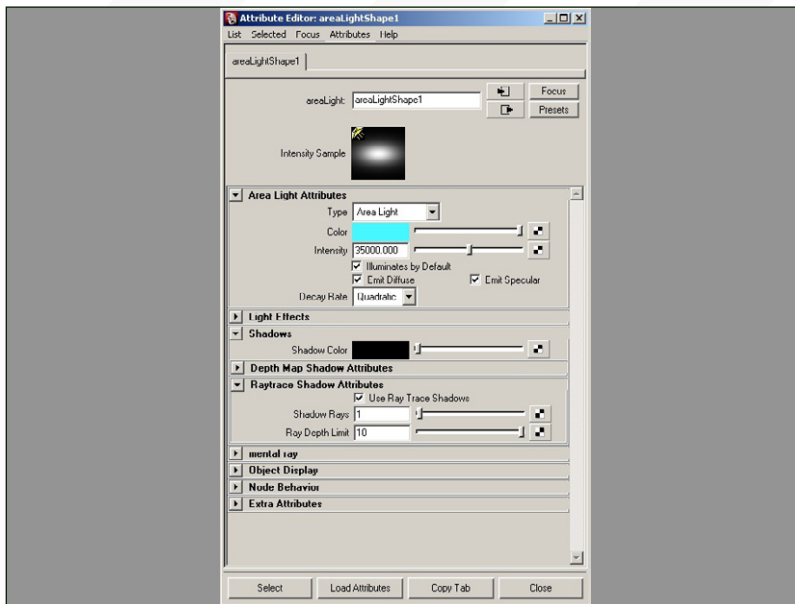 Attribute Editor: areaLightShape1
List Selected Focus Attributes Help
areaLightShape1
areaLight: areaLightShape1
Focus
Presets
Intensity Sample
Area Light Attributes
Type Area Light
Color
Intensity 35000.000
Illuminates by Default
Emit Diffuse Emit Specular
Decay Rate Quadratic
Light Effects
Shadows
Shadow Color
Depth Map Shadow Attributes
Raytrace Shadow Attributes
Use Ray Trace Shadows
Shadow Rays 1
Ray Depth Limit 10
mental ray
Object Display
Node Behavior
Extra Attributes
Select Load Attributes Copy Tab Close